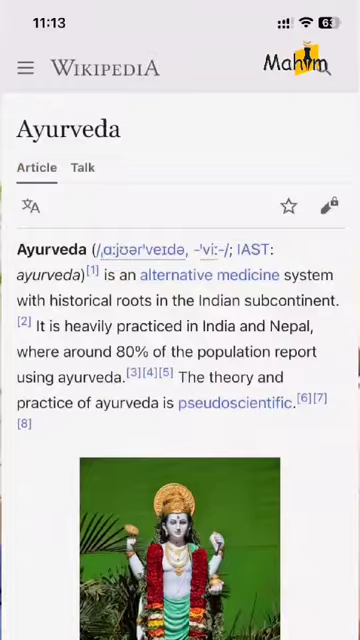 11:13
63
WIKIPEDIA
Mahim
Ayurveda
Article Talk
Ayurveda (/ˌɑːjʊərˈveɪdə, -ˈviː-/; IAST:
ayurveda)[1] is an alternative medicine system
with historical roots in the Indian subcontinent.
[2] It is heavily practiced in India and Nepal,
where around 80% of the population report
using ayurveda.[3][4][5] The theory and
practice of ayurveda is pseudoscientific.[6][7]
[8]